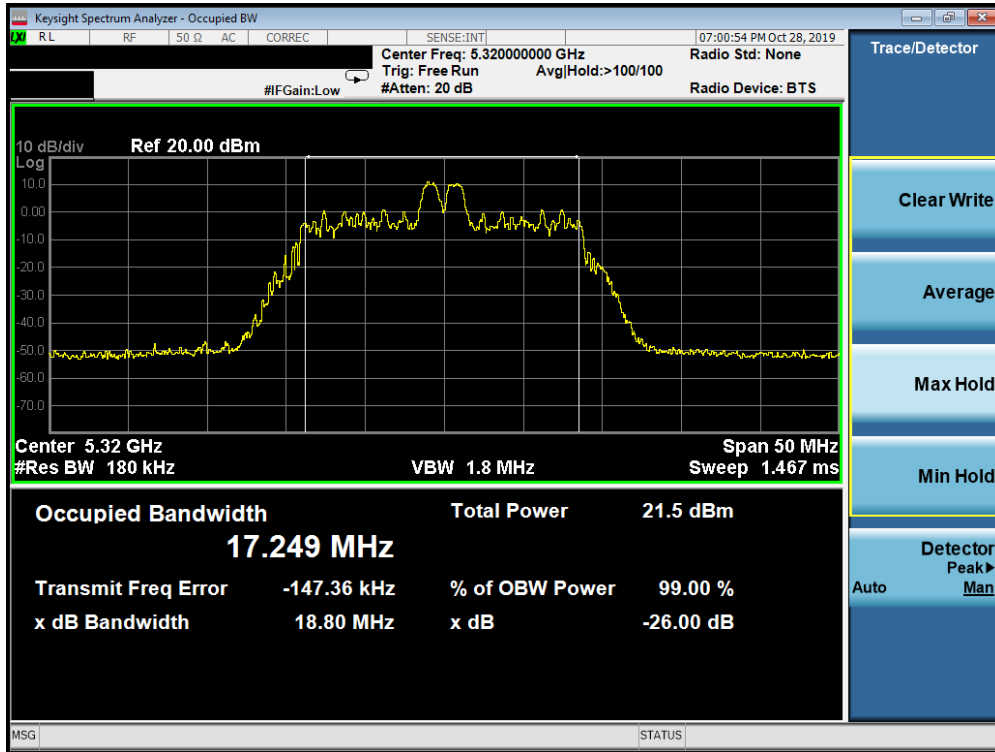 Keysight Spectrum Analyzer - Occupied BW
LXI RL RF 50 Ω AC CORREC SENSE:INT 07:00:54 PM Oct 28, 2019
Center Freq: 5.320000000 GHz Radio Std: None
Trig: Free Run Avg|Hold:>100/100
#IFGain:Low #Atten: 20 dB Radio Device: BTS
10 dB/div Ref 20.00 dBm
Log
10.0
0.00
-10.0
-20.0
-30.0
-40.0
-50.0
-60.0
-70.0
Center 5.32 GHz Span 50 MHz
#Res BW 180 kHz VBW 1.8 MHz Sweep 1.467 ms
Occupied Bandwidth Total Power 21.5 dBm
17.249 MHz
Transmit Freq Error -147.36 kHz % of OBW Power 99.00 %
x dB Bandwidth 18.80 MHz x dB -26.00 dB
MSG STATUS
Trace/Detector
Clear Write
Average
Max Hold
Min Hold
Detector
Peak▶
Auto Man